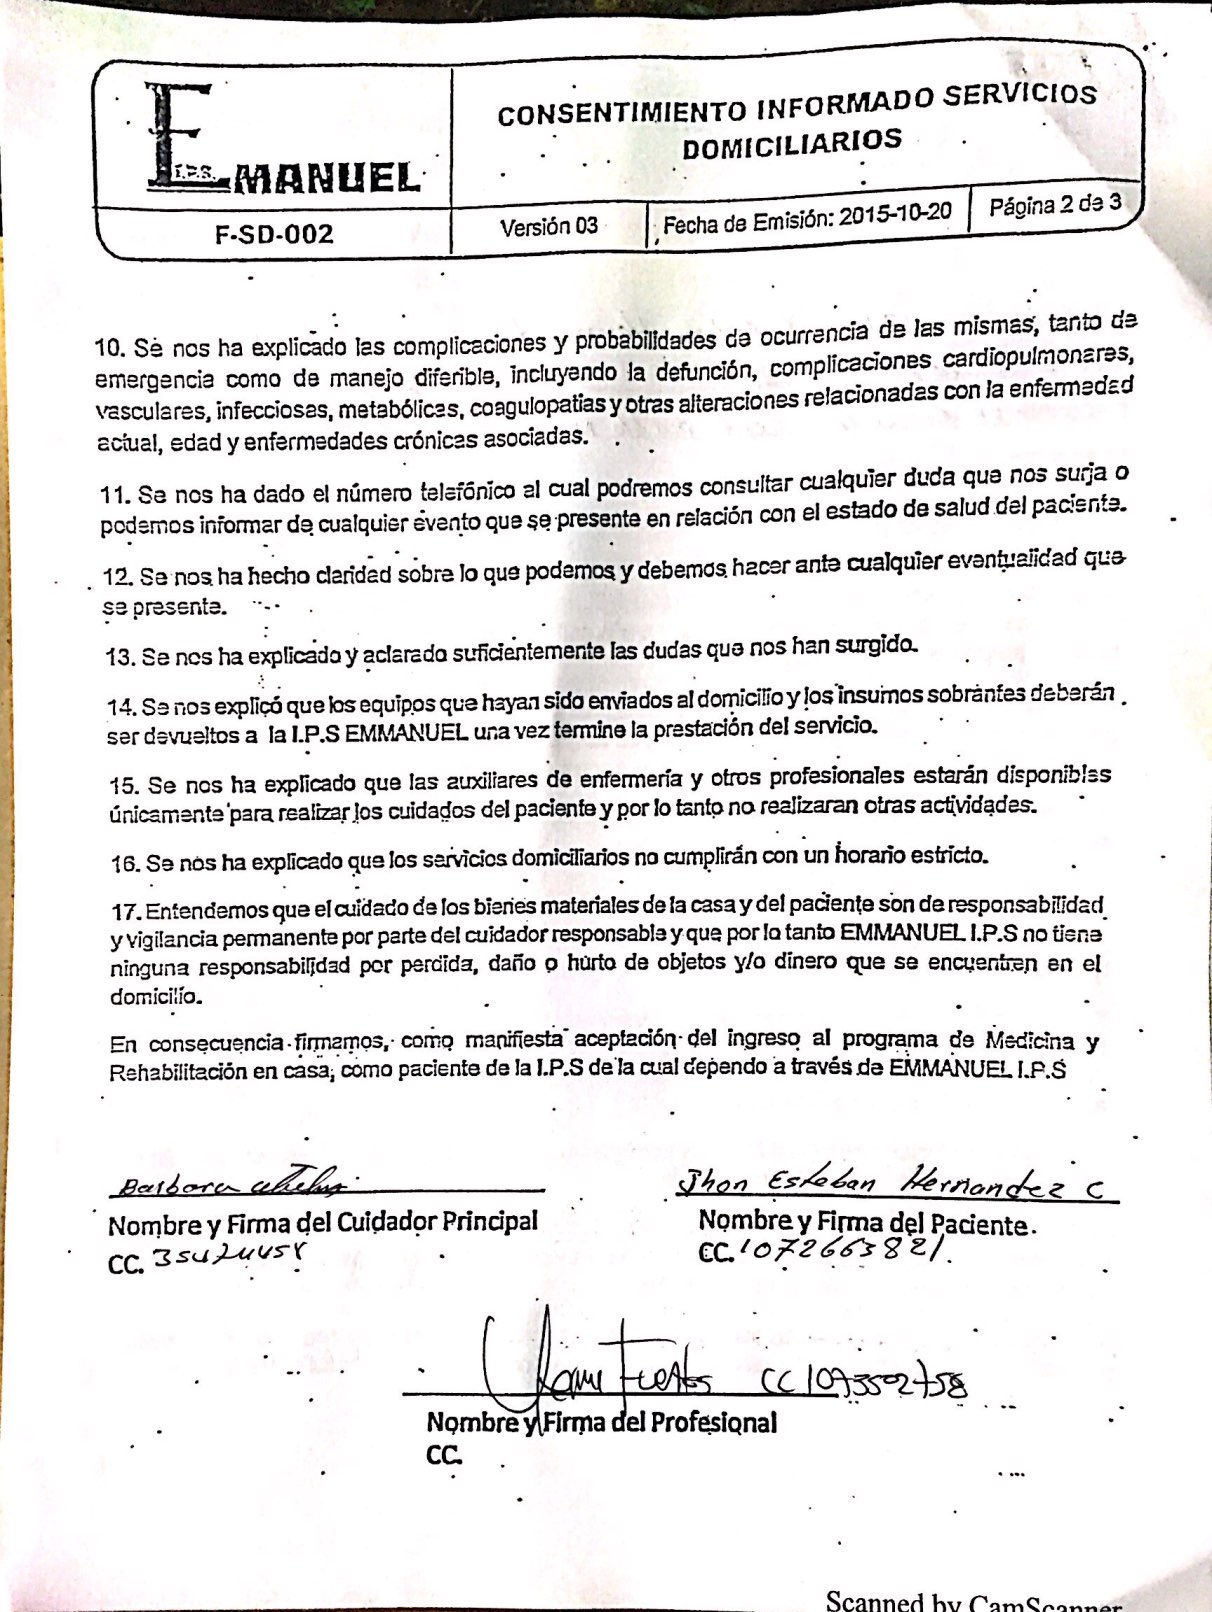 E
I.P.S.
MANUEL
CONSENTIMIENTO INFORMADO SERVICIOS
DOMICILIARIOS
F-SD-002
Versión 03
Fecha de Emisión: 2015-10-20
Página 2 de 3
10. Se nos ha explicado las complicaciones y probabilidades de ocurrencia de las mismas, tanto de
emergencia como de manejo diferible, incluyendo la defunción, complicaciones cardiopulmonares,
vasculares, infecciosas, metabólicas, coagulopatías y otras alteraciones relacionadas con la enfermedad
actual, edad y enfermedades crónicas asociadas.
11. Se nos ha dado el número telefónico al cual podremos consultar cualquier duda que nos surja o
podamos informar de cualquier evento que se presente en relación con el estado de salud del paciente.
12. Se nos ha hecho claridad sobre lo que podemos y debemos hacer ante cualquier eventualidad que
se presente.
13. Se nos ha explicado y aclarado suficientemente las dudas que nos han surgido.
14. Se nos explicó que los equipos que hayan sido enviados al domicilio y los insumos sobrantes deberán
ser devueltos a la I.P.S EMMANUEL una vez termine la prestación del servicio.
15. Se nos ha explicado que las auxiliares de enfermería y otros profesionales estarán disponibles
únicamente para realizar los cuidados del paciente y por lo tanto no realizaran otras actividades.
16. Se nos ha explicado que los servicios domiciliarios no cumplirán con un horario estricto.
17. Entendemos que el cuidado de los bienes materiales de la casa y del paciente son de responsabilidad
y vigilancia permanente por parte del cuidador responsable y que por lo tanto EMMANUEL I.P.S no tiene
ninguna responsabilidad por perdida, daño o hurto de objetos y/o dinero que se encuentren en el
domicilio.
En consecuencia firmamos, como manifiesta aceptación del ingreso al programa de Medicina y
Rehabilitación en casa, como paciente de la I.P.S de la cual dependo a través de EMMANUEL I.P.S
Barbara
Jhon Esteban Hernandez C
Nombre y Firma del Cuidador Principal
Nombre y Firma del Paciente.
CC.
CC. 1072663821
Fuentes CC 1073502758
Nombre y Firma del Profesional
CC.
Scanned by CamScanner